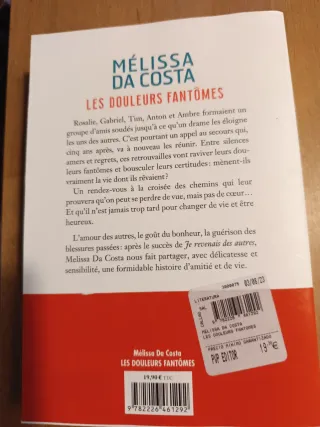 MÉLISSA
DA COSTA
LES DOULEURS FANTÔMES
Rosalie, Gabriel, Tim, Anton et Ambre formaient un
groupe d'amis soudés jusqu'à ce qu'un drame les éloigne
les uns des autres. C'est pourtant un appel au secours qui,
cinq ans après, va à nouveau les réunir. Entre silences
amers et regrets, ces retrouvailles vont raviver leurs dou-
leurs fantômes et bousculer leurs certitudes : mènent-ils
vraiment la vie dont ils rêvaient ?
Un rendez-vous à la croisée des chemins qui leur
prouvera qu'on peut se perdre de vue, mais pas de cœur...
Et qu'il n'est jamais trop tard pour changer de vie et être
heureux.
L'amour des autres, le goût du bonheur, la guérison des
blessures passées : après le succès de Je revenais des autres,
Melissa Da Costa nous fait partager, avec délicatesse et
sensibilité, une formidable histoire d'amitié et de vie.
LITERATURA
03/08/23
9 782226 461292
MELISSA DA COSTA
LES DOULEURS FANTOMES
PVP EDITOR
Mélissa Da Costa
LES DOULEURS FANTÔMES
19,90 € TTC
9 782226 461292